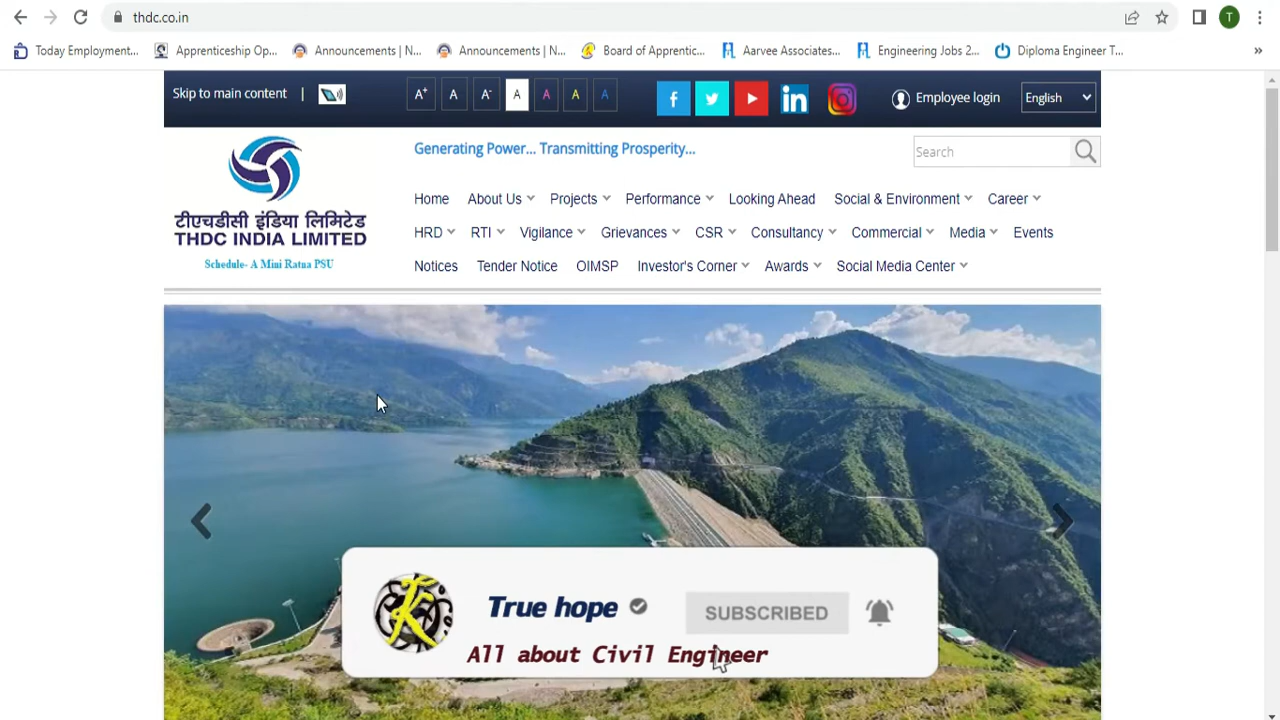 thdc.co.in
T
Today Employment... Apprenticeship Op... Announcements | N... Announcements | N... Board of Apprentic... Aarvee Associates... Engineering Jobs 2... Diploma Engineer T... »
Skip to main content | A+ A A- A A A A Employee login English
Generating Power... Transmitting Prosperity...
Search
Home About Us Projects Performance Looking Ahead Social & Environment Career
टीएचडीसी इंडिया लिमिटेड
THDC INDIA LIMITED
Schedule- A Mini Ratna PSU
HRD RTI Vigilance Grievances CSR Consultancy Commercial Media Events
Notices Tender Notice OIMSP Investor's Corner Awards Social Media Center
True hope
SUBSCRIBED
All about Civil Engineer